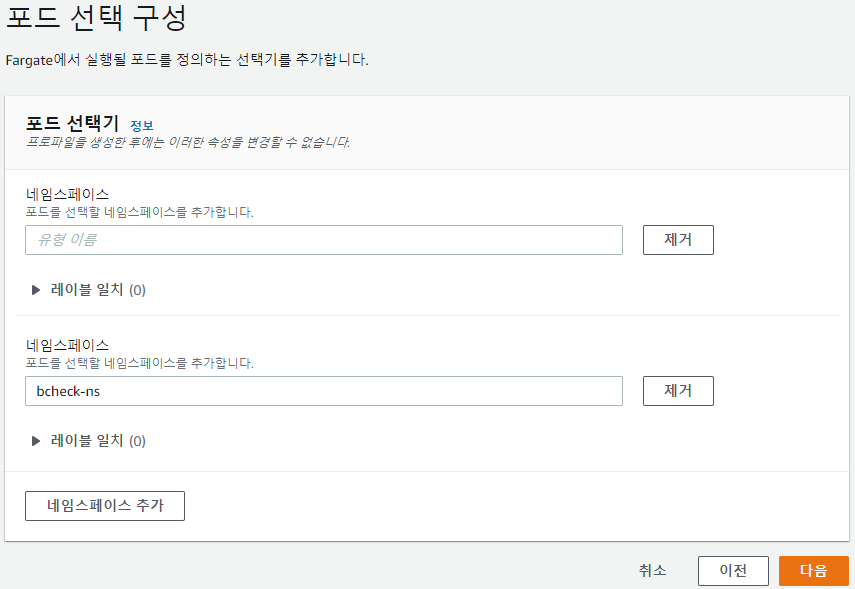 포드 선택 구성
Fargate에서 실행될 포드를 정의하는 선택기를 추가합니다.
포드 선택기 정보
프로파일을 생성한 후에는 이러한 속성을 변경할 수 없습니다.
네임스페이스
포드를 선택할 네임스페이스를 추가합니다.
유형 이름 제거
레이블 일치 (0)
네임스페이스
포드를 선택할 네임스페이스를 추가합니다.
bcheck-ns 제거
레이블 일치 (0)
네임스페이스 추가
취소 이전 다음